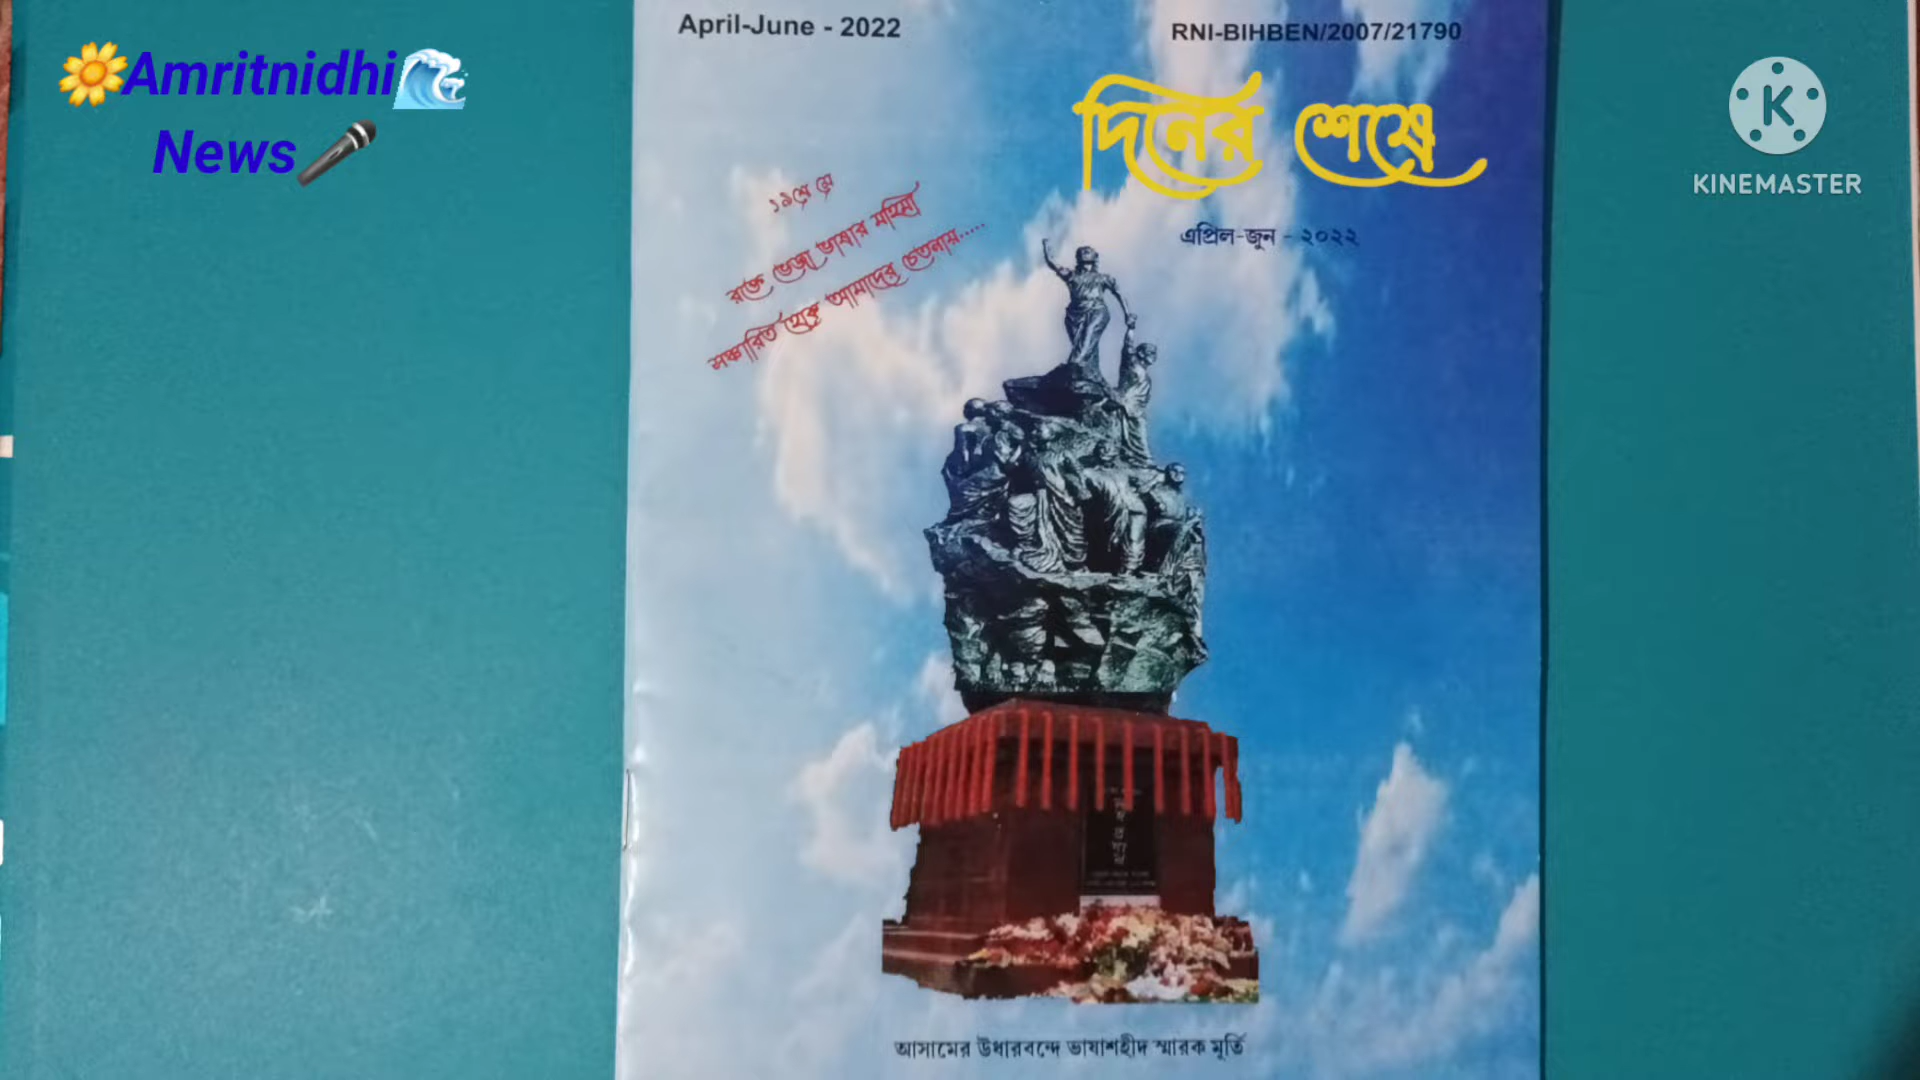 Amritnidhi
News
KINEMASTER
April-June - 2022
RNI-BIHBEN/2007/21790
দিনের শেষে
এপ্রিল-জুন - ২০২২
১৯শে মে
রক্তে ভেজা ভাষার মহিমা
সঞ্চারিত হোক আমাদের চেতনায়.....
আসামের উধারবন্দে ভাষাশহীদ স্মারক মূর্তি